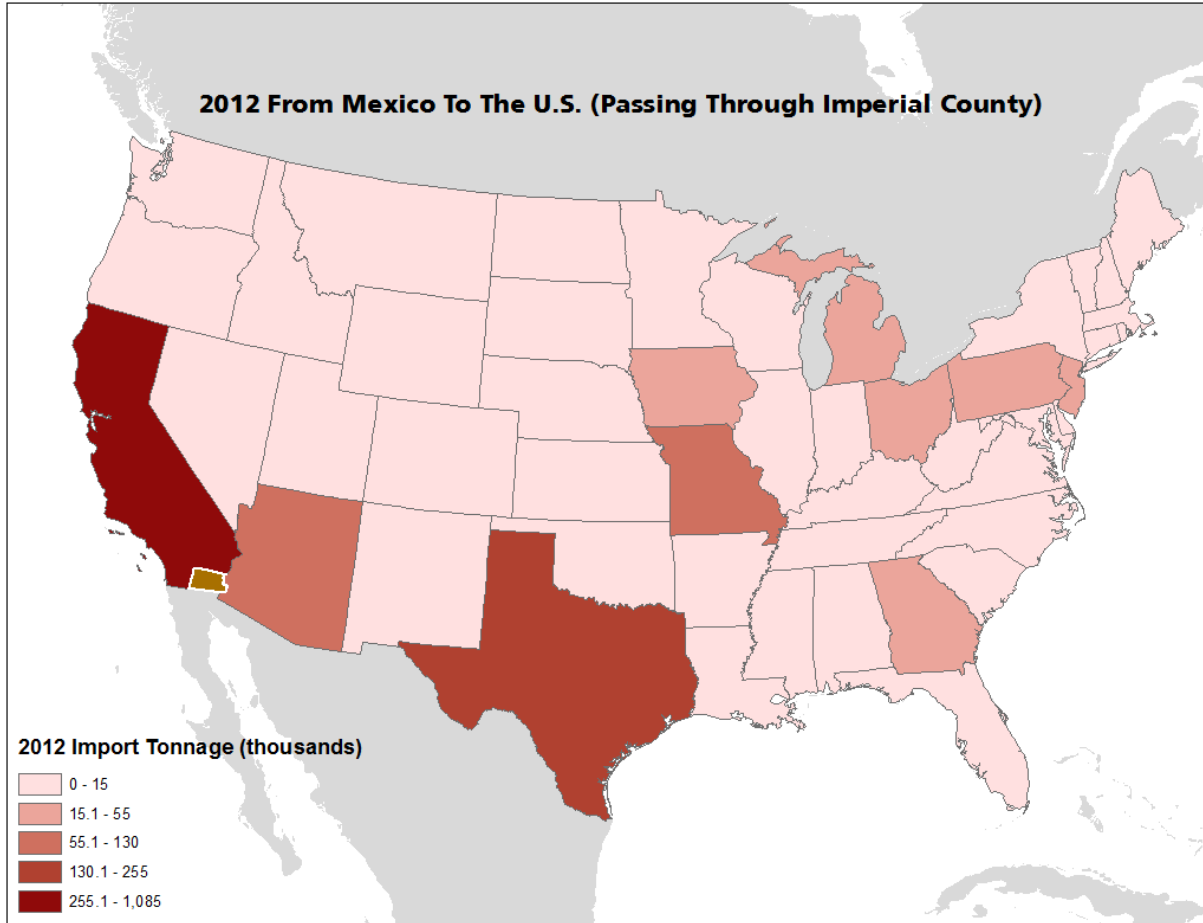 2012 From Mexico To The U.S. (Passing Through Imperial County)
2012 Import Tonnage (thousands)
0 - 15
15.1 - 55
55.1 - 130
130.1 - 255
255.1 - 1,085